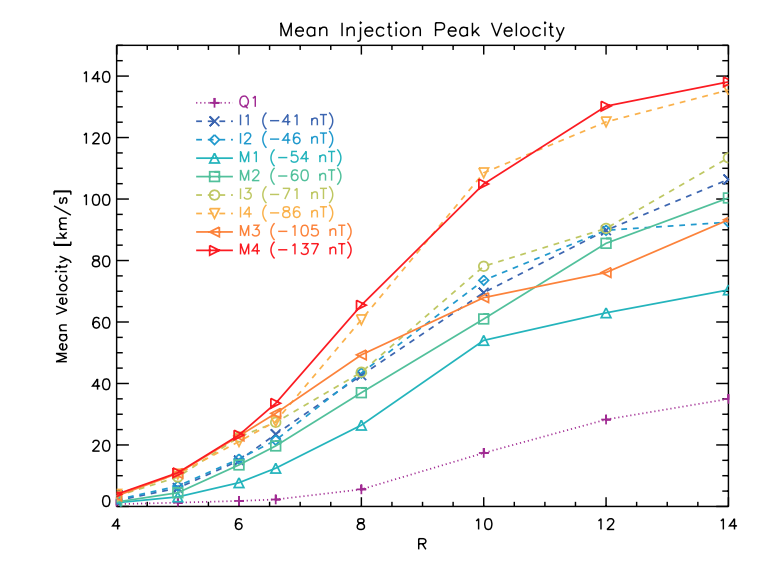 Mean Injection Peak Velocity
Mean Velocity [km/s]
140
120
100
80
60
40
20
0
Q1
I1 (−41 nT)
I2 (−46 nT)
M1 (−54 nT)
M2 (−60 nT)
I3 (−71 nT)
I4 (−86 nT)
M3 (−105 nT)
M4 (−137 nT)
4 6 8 10 12 14
R